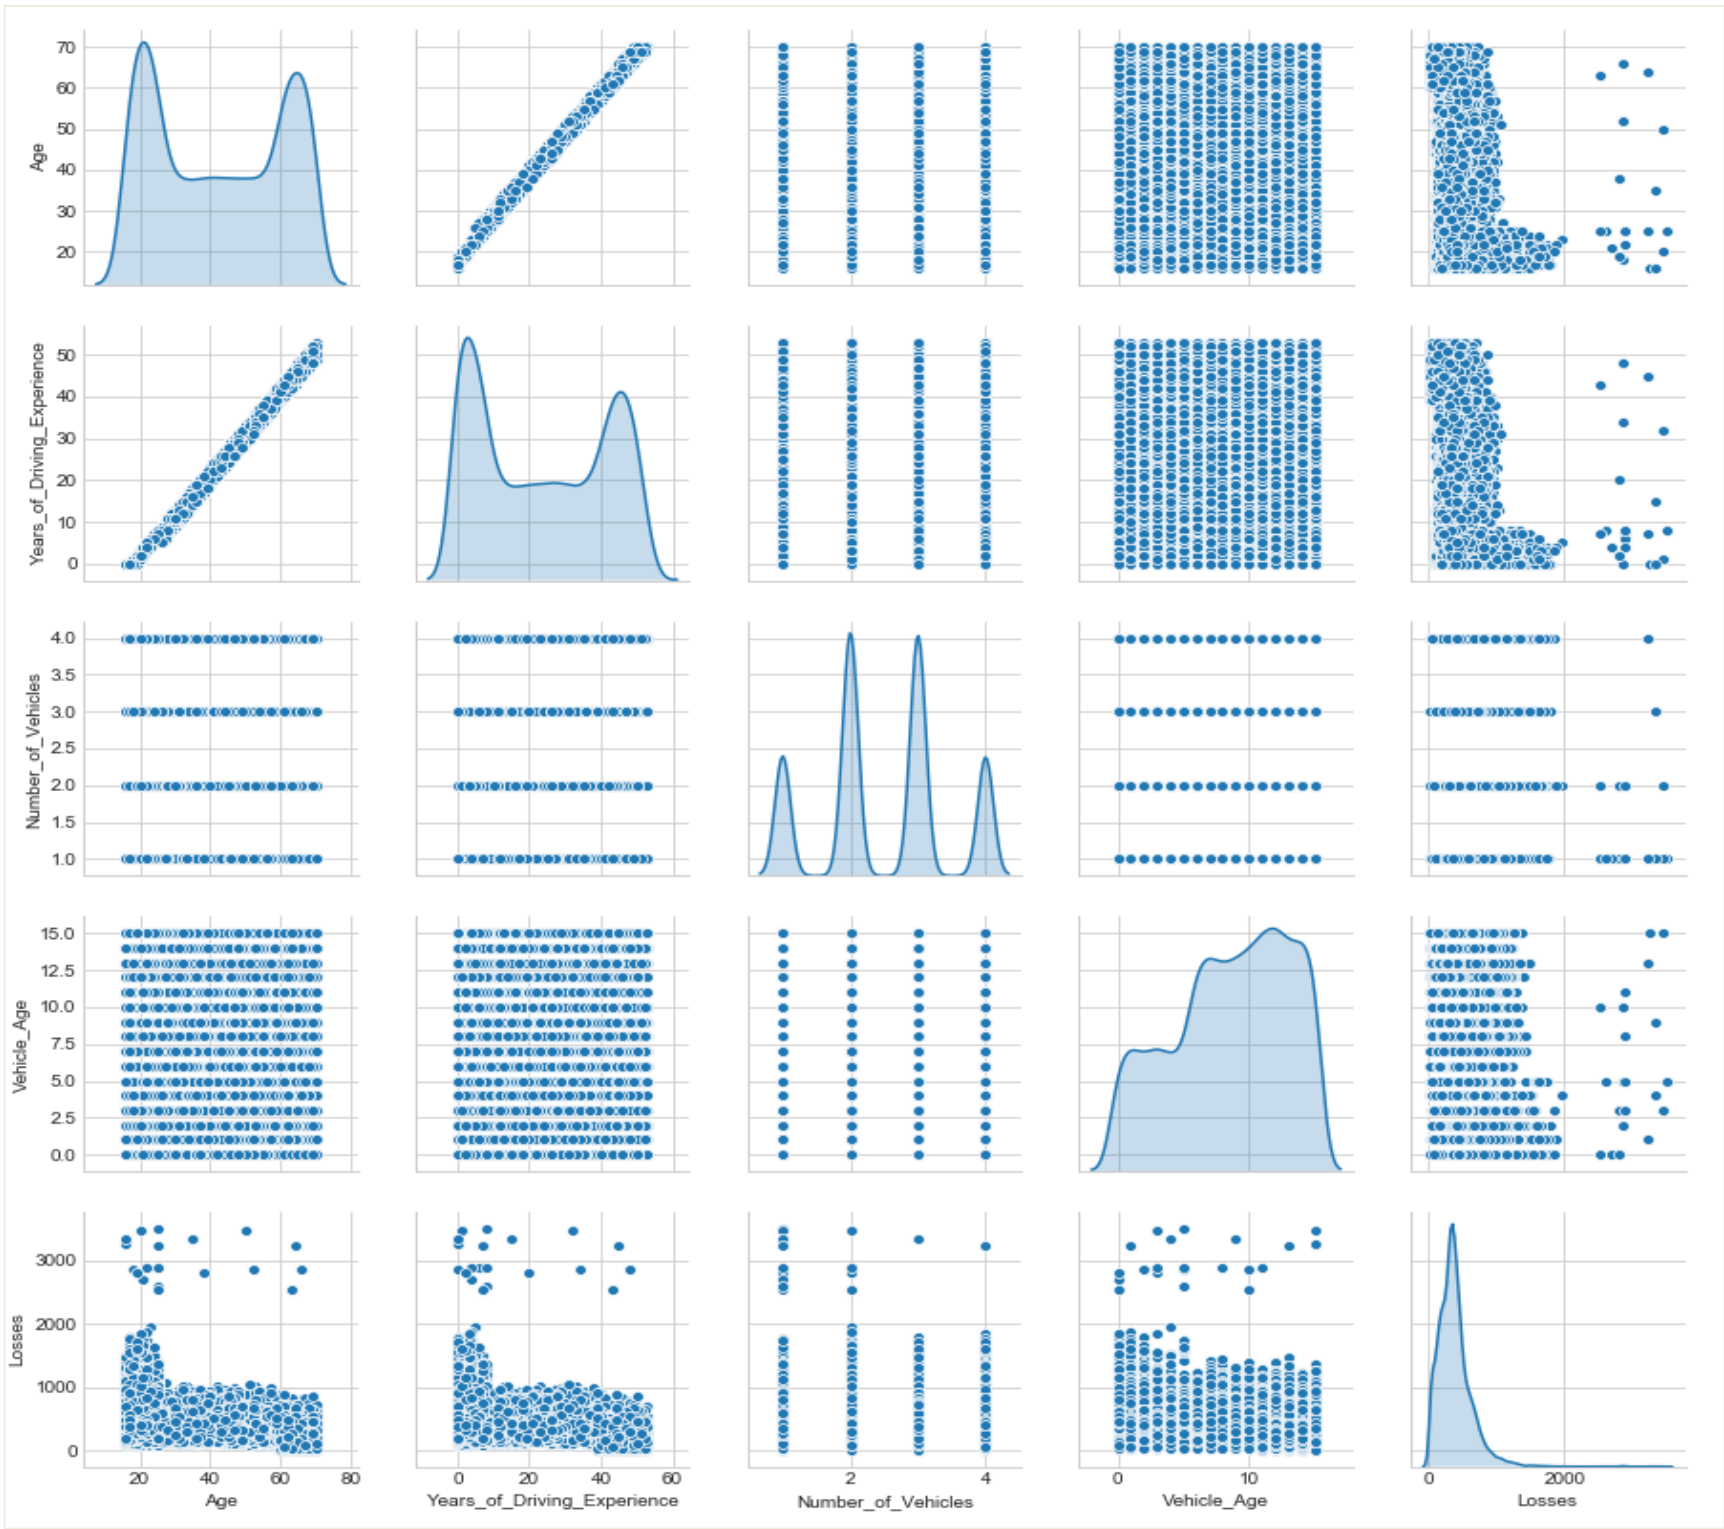 70
60
50
40
30
20
Age
50
40
30
20
10
0
Years_of_Driving_Experience
4.0
3.5
3.0
2.5
2.0
1.5
1.0
Number_of_Vehicles
15.0
12.5
10.0
7.5
5.0
2.5
0.0
Vehicle_Age
3000
2000
1000
0
Losses
20 40 60 80
Age
0 20 40 60
Years_of_Driving_Experience
2 4
Number_of_Vehicles
0 10
Vehicle_Age
0 2000
Losses